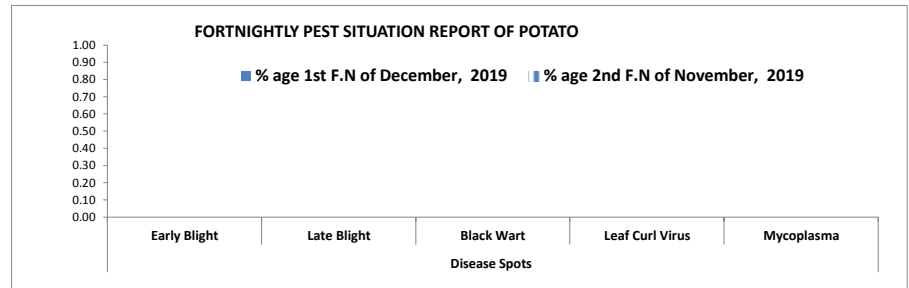 FORTNIGHTLY PEST SITUATION REPORT OF POTATO
% age 1st F.N of December, 2019 % age 2nd F.N of November, 2019
1.00
0.90
0.80
0.70
0.60
0.50
0.40
0.30
0.20
0.10
0.00
Early Blight Late Blight Black Wart Leaf Curl Virus Mycoplasma
Disease Spots